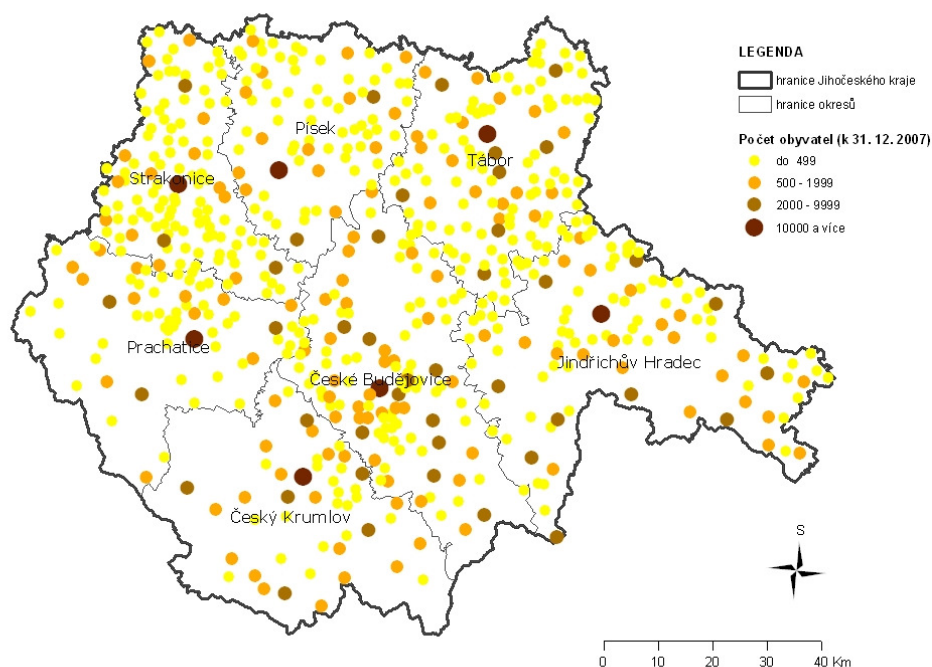 LEGENDA
hranice Jihočeského kraje
hranice okresů
Počet obyvatel (k 31. 12. 2007)
do 499
500 - 1999
2000 - 9999
10000 a více
Písek
Tábor
Strakonice
Prachatice
Jindřichův Hradec
České Budějovice
Český Krumlov
S
0 10 20 30 40 Km